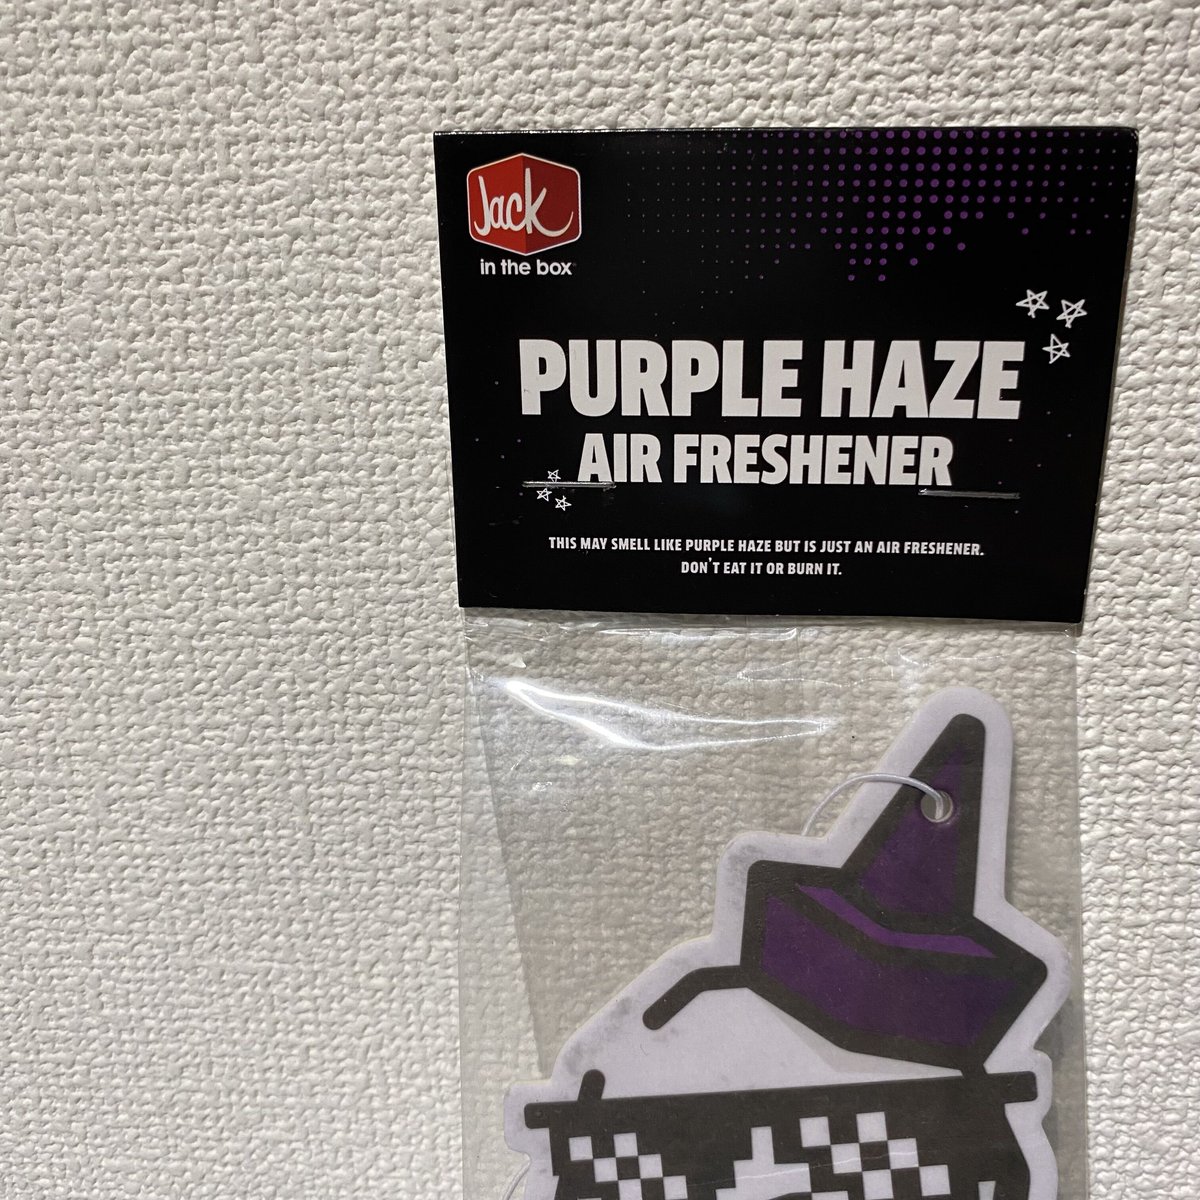 Jack
in the box™
PURPLE HAZE
AIR FRESHENER
THIS MAY SMELL LIKE PURPLE HAZE BUT IS JUST AN AIR FRESHENER.
DON'T EAT IT OR BURN IT.